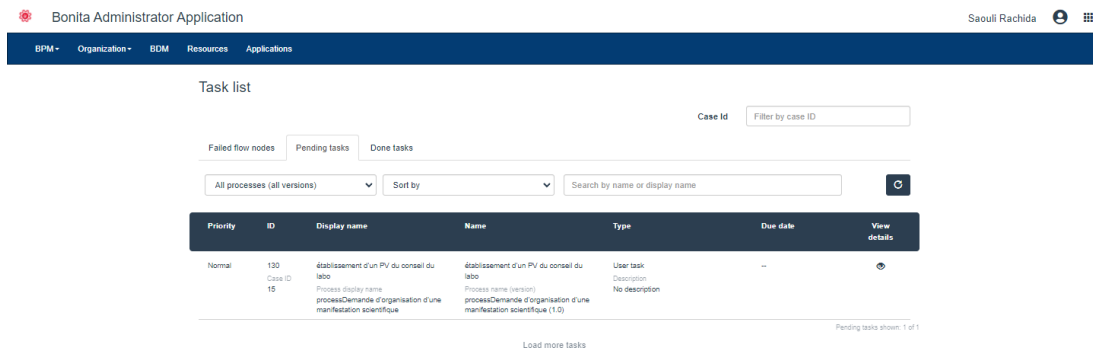 Bonita Administrator Application
Saouli Rachida
BPM Organization BDM Resources Applications
Task list
Case Id Filter by case ID
Failed flow nodes Pending tasks Done tasks
All processes (all versions) Sort by Search by name or display name
Priority ID Display name Name Type Due date View
details
Normal 130 établissement d'un PV du conseil du établissement d'un PV du conseil du User task --
Case ID labo labo Description
15 Process display name Process name (version) No description
processDemande d'organisation d'une processDemande d'organisation d'une
manifestation scientifique manifestation scientifique (1.0)
Pending tasks shown: 1 of 1
Load more tasks